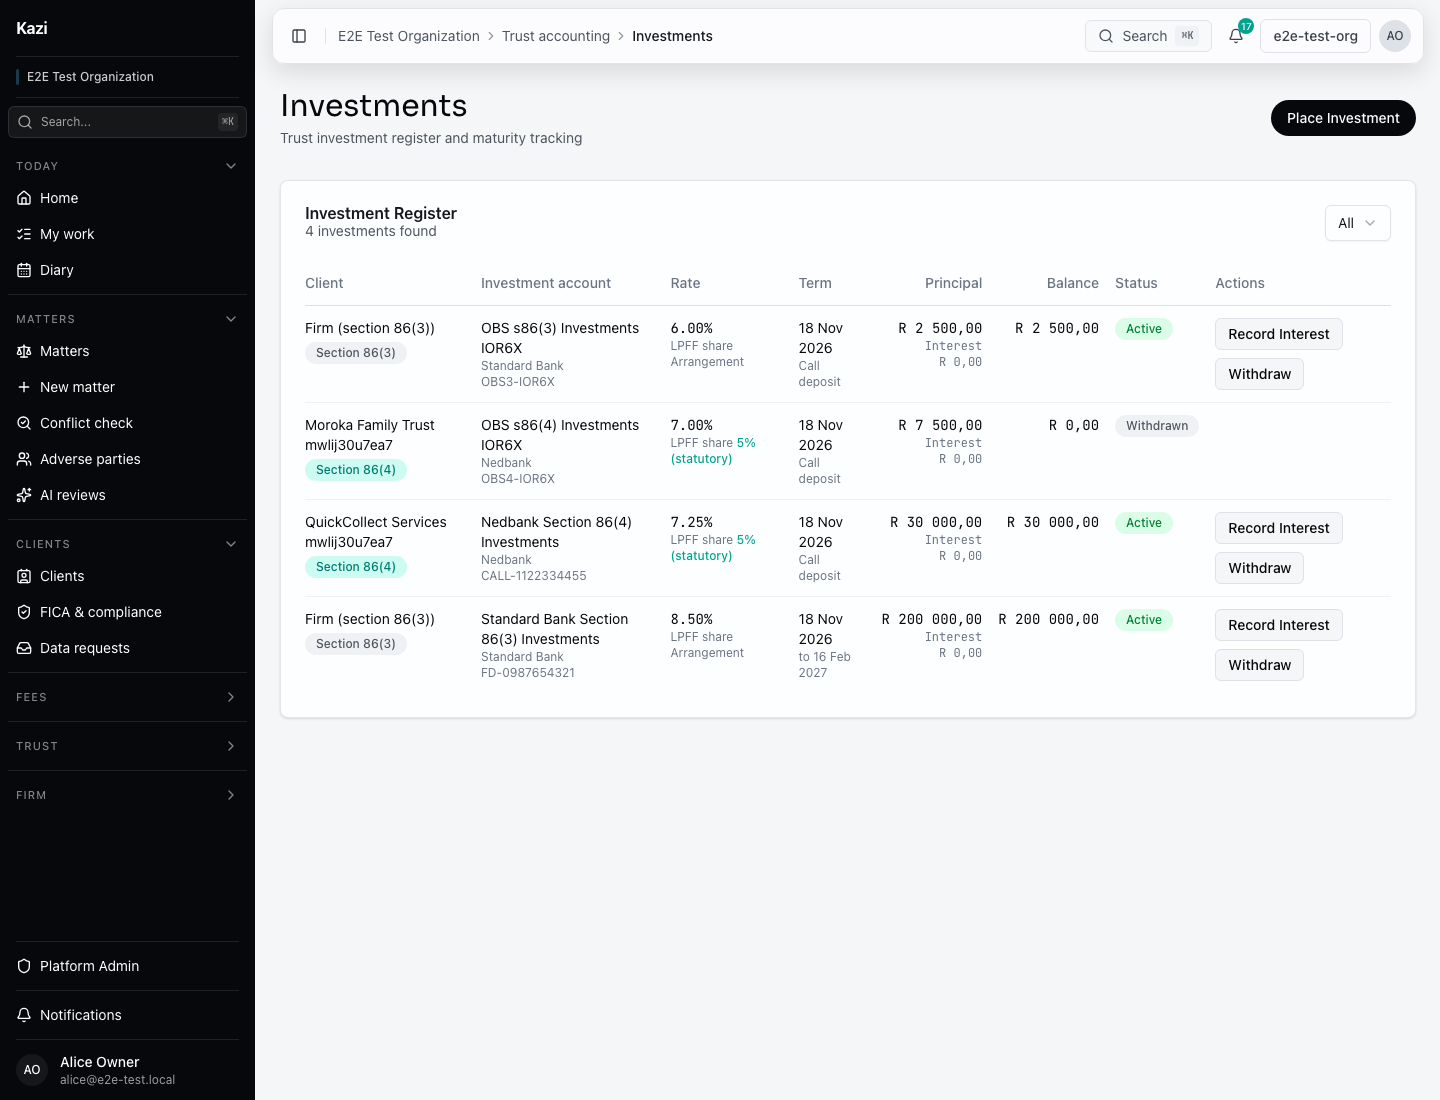 Kazi
E2E Test Organization
Search... ⌘K
TODAY
Home
My work
Diary
MATTERS
Matters
New matter
Conflict check
Adverse parties
AI reviews
CLIENTS
Clients
FICA & compliance
Data requests
FEES
TRUST
FIRM
Platform Admin
Notifications
AO
Alice Owner
alice@e2e-test.local
E2E Test Organization > Trust accounting > Investments
Search ⌘K
17
e2e-test-org
AO
Investments
Trust investment register and maturity tracking
Place Investment
Investment Register
4 investments found
All
Client Investment account Rate Term Principal Balance Status Actions
Firm (section 86(3))
Section 86(3)
OBS s86(3) Investments
IOR6X
Standard Bank
OBS3-IOR6X
6.00%
LPFF share
Arrangement
18 Nov
2026
Call
deposit
R 2 500,00
Interest
R 0,00
R 2 500,00
Active
Record Interest
Withdraw
Moroka Family Trust
mwlij30u7ea7
Section 86(4)
OBS s86(4) Investments
IOR6X
Nedbank
OBS4-IOR6X
7.00%
LPFF share 5%
(statutory)
18 Nov
2026
Call
deposit
R 7 500,00
Interest
R 0,00
R 0,00
Withdrawn
QuickCollect Services
mwlij30u7ea7
Section 86(4)
Nedbank Section 86(4)
Investments
Nedbank
CALL-1122334455
7.25%
LPFF share 5%
(statutory)
18 Nov
2026
Call
deposit
R 30 000,00
Interest
R 0,00
R 30 000,00
Active
Record Interest
Withdraw
Firm (section 86(3))
Section 86(3)
Standard Bank Section
86(3) Investments
Standard Bank
FD-0987654321
8.50%
LPFF share
Arrangement
18 Nov
2026
to 16 Feb
2027
R 200 000,00
Interest
R 0,00
R 200 000,00
Active
Record Interest
Withdraw